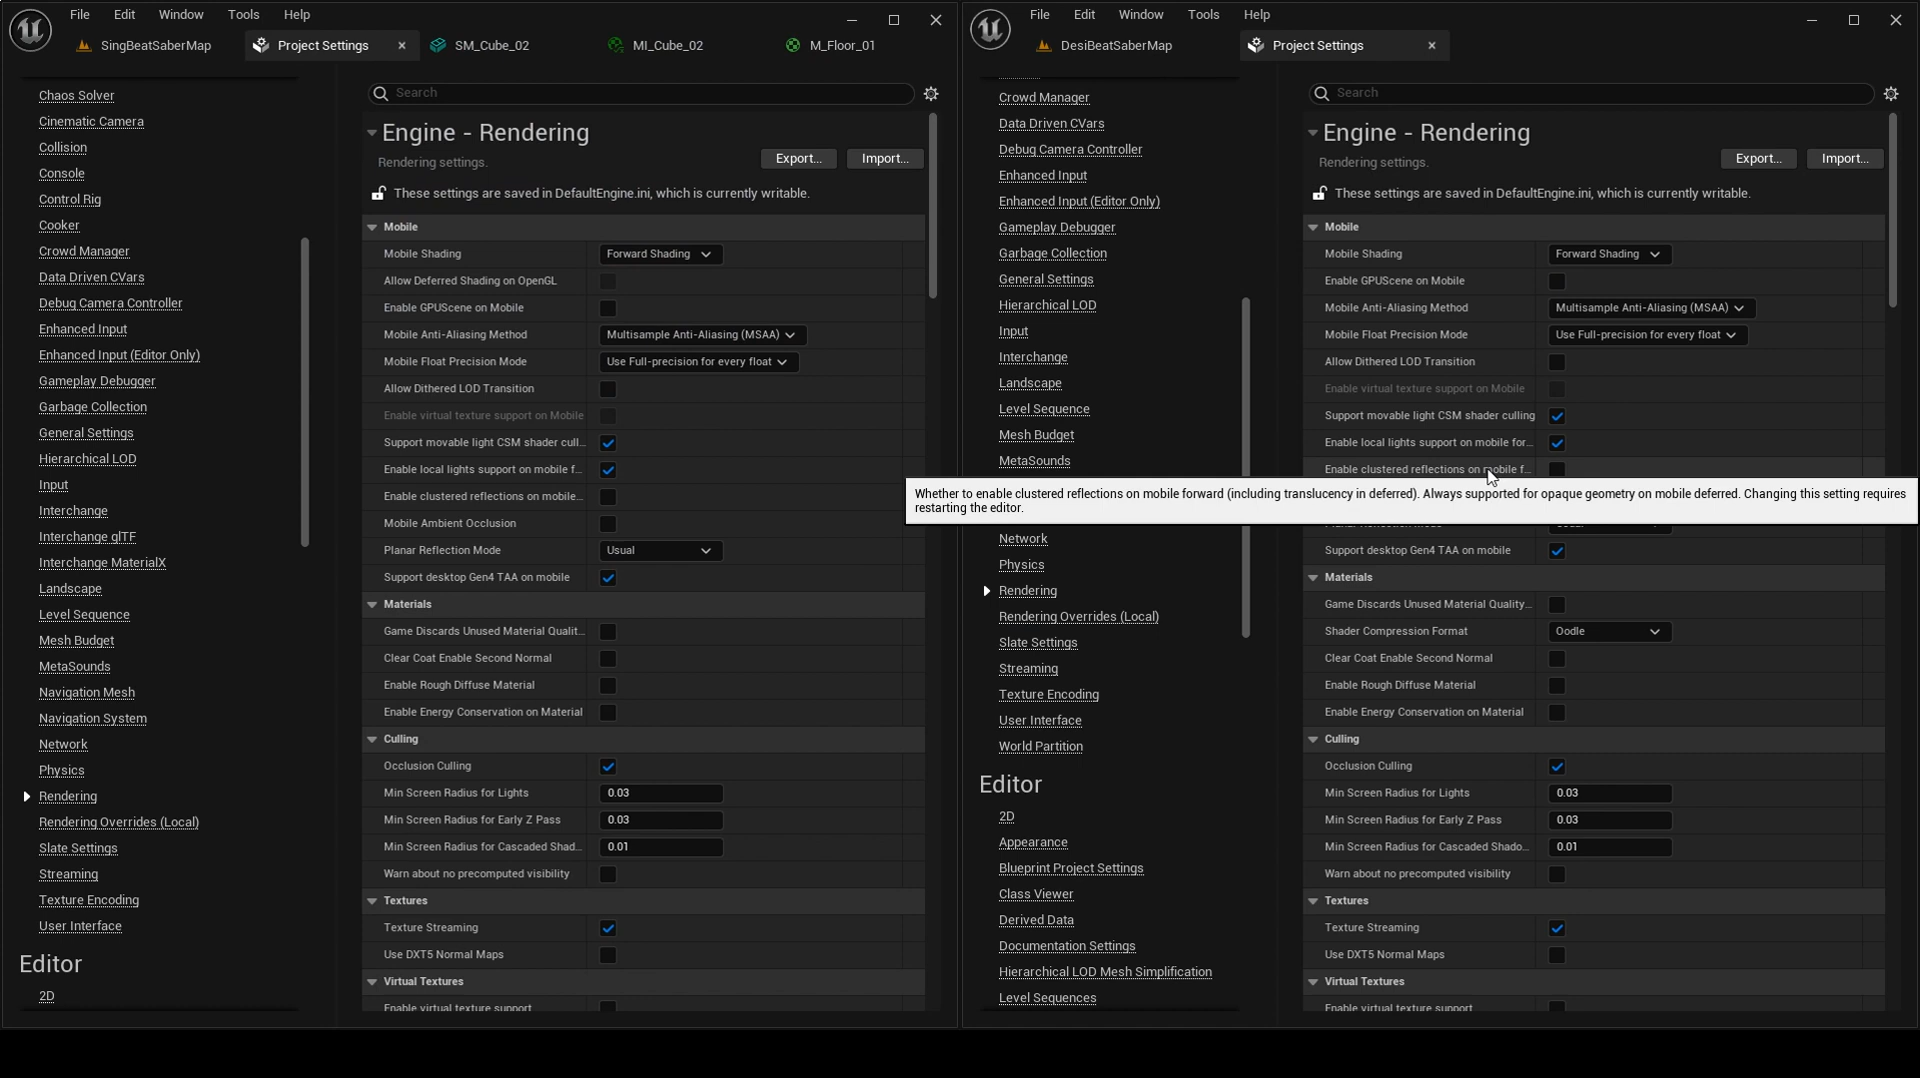 File Edit Window Tools Help
SingBeatSaberMap Project Settings SM_Cube_02 MI_Cube_02 M_Floor_01
Chaos Solver
Cinematic Camera
Collision
Console
Control Rig
Cooker
Crowd Manager
Data Driven CVars
Debug Camera Controller
Enhanced Input
Enhanced Input (Editor Only)
Gameplay Debugger
Garbage Collection
General Settings
Hierarchical LOD
Input
Interchange
Interchange glTF
Interchange MaterialX
Landscape
Level Sequence
Mesh Budget
MetaSounds
Navigation Mesh
Navigation System
Network
Physics
Rendering
Rendering Overrides (Local)
Slate Settings
Streaming
Texture Encoding
User Interface
Editor
2D
Search
Engine - Rendering
Rendering settings.
Export... Import...
These settings are saved in DefaultEngine.ini, which is currently writable.
Mobile
Mobile Shading Forward Shading
Allow Deferred Shading on OpenGL
Enable GPUScene on Mobile
Mobile Anti-Aliasing Method Multisample Anti-Aliasing (MSAA)
Mobile Float Precision Mode Use Full-precision for every float
Allow Dithered LOD Transition
Enable virtual texture support on Mobile
Support movable light CSM shader cull...
Enable local lights support on mobile f...
Enable clustered reflections on mobile...
Mobile Ambient Occlusion
Planar Reflection Mode Usual
Support desktop Gen4 TAA on mobile
Materials
Game Discards Unused Material Qualit...
Clear Coat Enable Second Normal
Enable Rough Diffuse Material
Enable Energy Conservation on Material
Culling
Occlusion Culling
Min Screen Radius for Lights 0.03
Min Screen Radius for Early Z Pass 0.03
Min Screen Radius for Cascaded Shad... 0.01
Warn about no precomputed visibility
Textures
Texture Streaming
Use DXT5 Normal Maps
Virtual Textures
Enable virtual texture support
File Edit Window Tools Help
DesiBeatSaberMap Project Settings
Crowd Manager
Data Driven CVars
Debug Camera Controller
Enhanced Input
Enhanced Input (Editor Only)
Gameplay Debugger
Garbage Collection
General Settings
Hierarchical LOD
Input
Interchange
Landscape
Level Sequence
Mesh Budget
MetaSounds
Network
Physics
Rendering
Rendering Overrides (Local)
Slate Settings
Streaming
Texture Encoding
User Interface
World Partition
Editor
2D
Appearance
Blueprint Project Settings
Class Viewer
Derived Data
Documentation Settings
Hierarchical LOD Mesh Simplification
Level Sequences
Search
Engine - Rendering
Rendering settings.
Export... Import...
These settings are saved in DefaultEngine.ini, which is currently writable.
Mobile
Mobile Shading Forward Shading
Enable GPUScene on Mobile
Mobile Anti-Aliasing Method Multisample Anti-Aliasing (MSAA)
Mobile Float Precision Mode Use Full-precision for every float
Allow Dithered LOD Transition
Enable virtual texture support on Mobile
Support movable light CSM shader culling
Enable local lights support on mobile for...
Enable clustered reflections on mobile f...
Whether to enable clustered reflections on mobile forward (including translucency in deferred). Always supported for opaque geometry on mobile deferred. Changing this setting requires
restarting the editor.
Support desktop Gen4 TAA on mobile
Materials
Game Discards Unused Material Quality...
Shader Compression Format Oodle
Clear Coat Enable Second Normal
Enable Rough Diffuse Material
Enable Energy Conservation on Material
Culling
Occlusion Culling
Min Screen Radius for Lights 0.03
Min Screen Radius for Early Z Pass 0.03
Min Screen Radius for Cascaded Shado... 0.01
Warn about no precomputed visibility
Textures
Texture Streaming
Use DXT5 Normal Maps
Virtual Textures
Enable virtual texture support